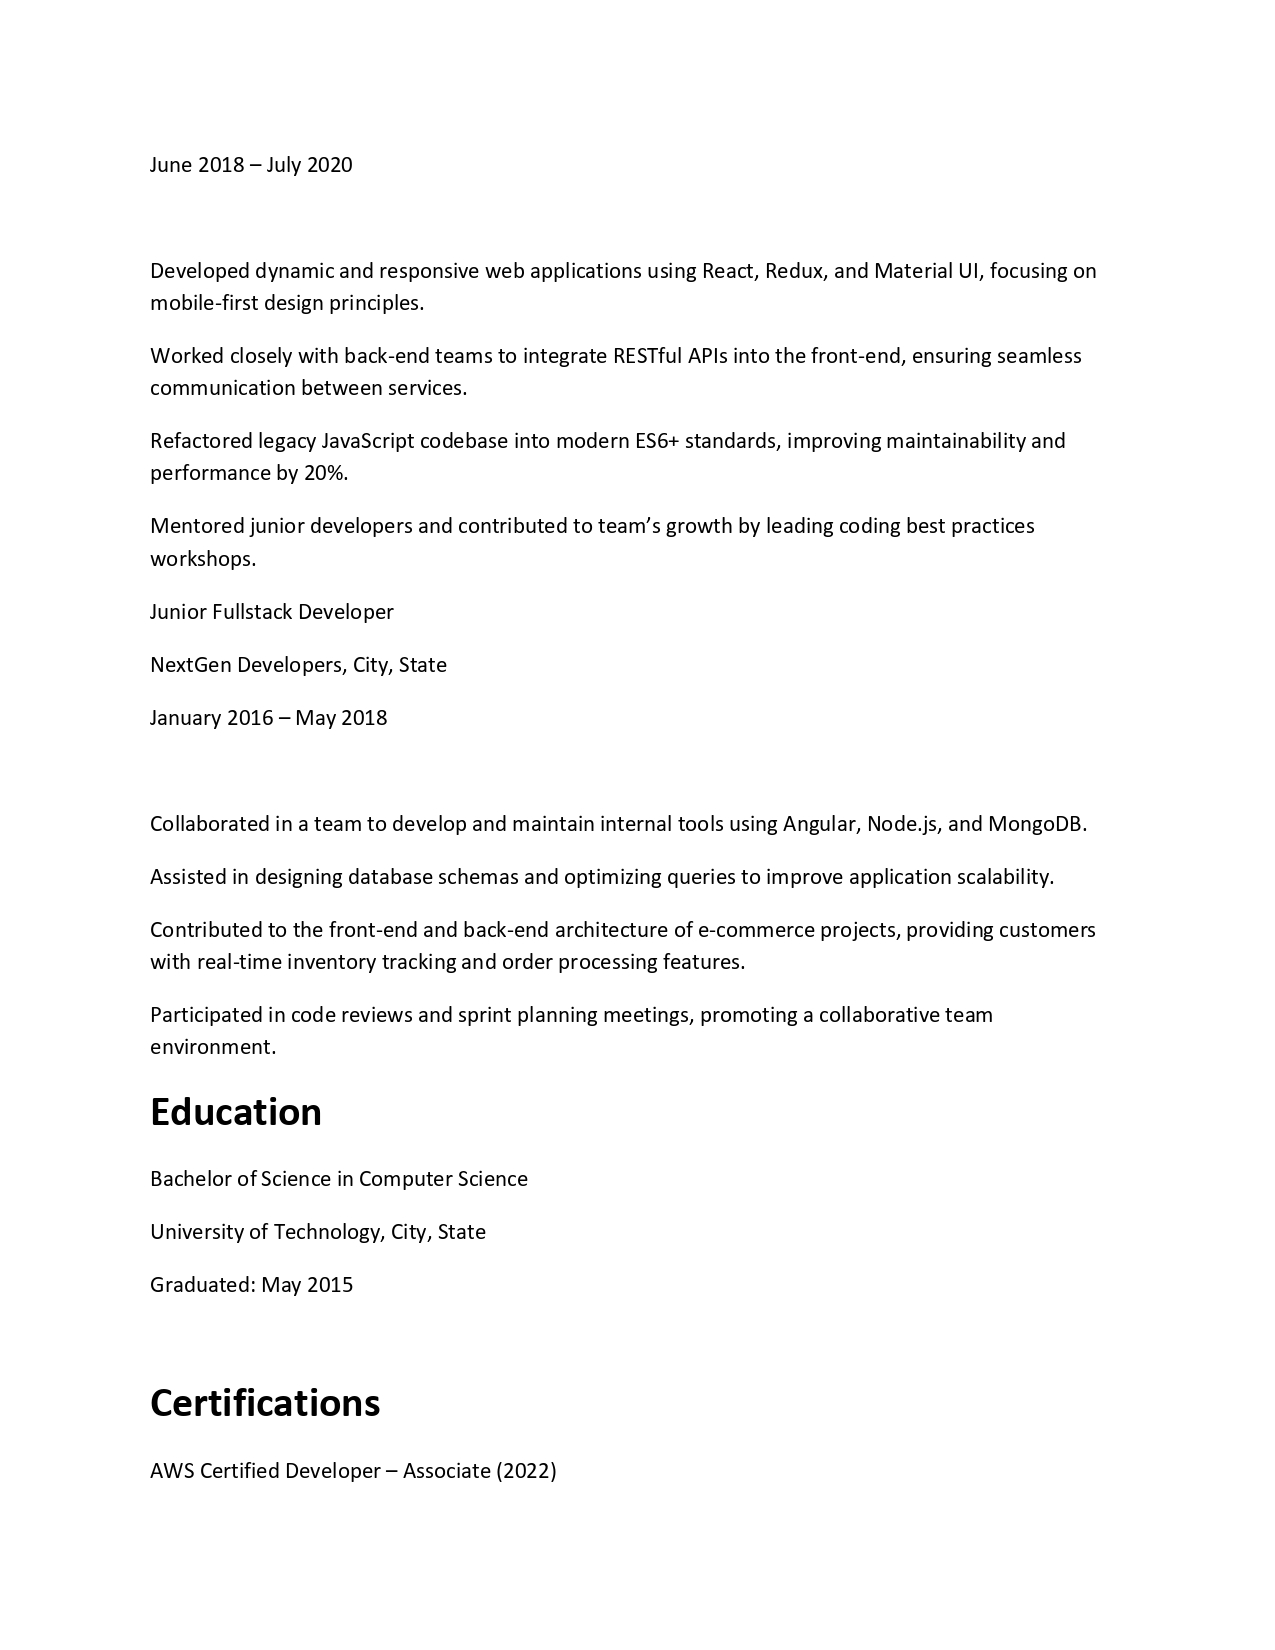 June 2018 – July 2020
Developed dynamic and responsive web applications using React, Redux, and Material UI, focusing on
mobile-first design principles.
Worked closely with back-end teams to integrate RESTful APIs into the front-end, ensuring seamless
communication between services.
Refactored legacy JavaScript codebase into modern ES6+ standards, improving maintainability and
performance by 20%.
Mentored junior developers and contributed to team’s growth by leading coding best practices
workshops.
Junior Fullstack Developer
NextGen Developers, City, State
January 2016 – May 2018
Collaborated in a team to develop and maintain internal tools using Angular, Node.js, and MongoDB.
Assisted in designing database schemas and optimizing queries to improve application scalability.
Contributed to the front-end and back-end architecture of e-commerce projects, providing customers
with real-time inventory tracking and order processing features.
Participated in code reviews and sprint planning meetings, promoting a collaborative team
environment.
Education
Bachelor of Science in Computer Science
University of Technology, City, State
Graduated: May 2015
Certifications
AWS Certified Developer – Associate (2022)